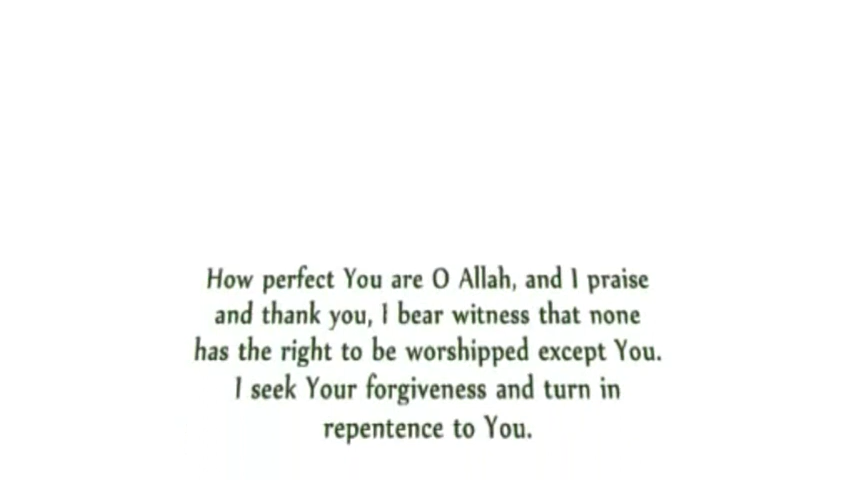 How perfect You are O Allah, and I praise
and thank you, I bear witness that none
has the right to be worshipped except You.
I seek Your forgiveness and turn in
repentence to You.